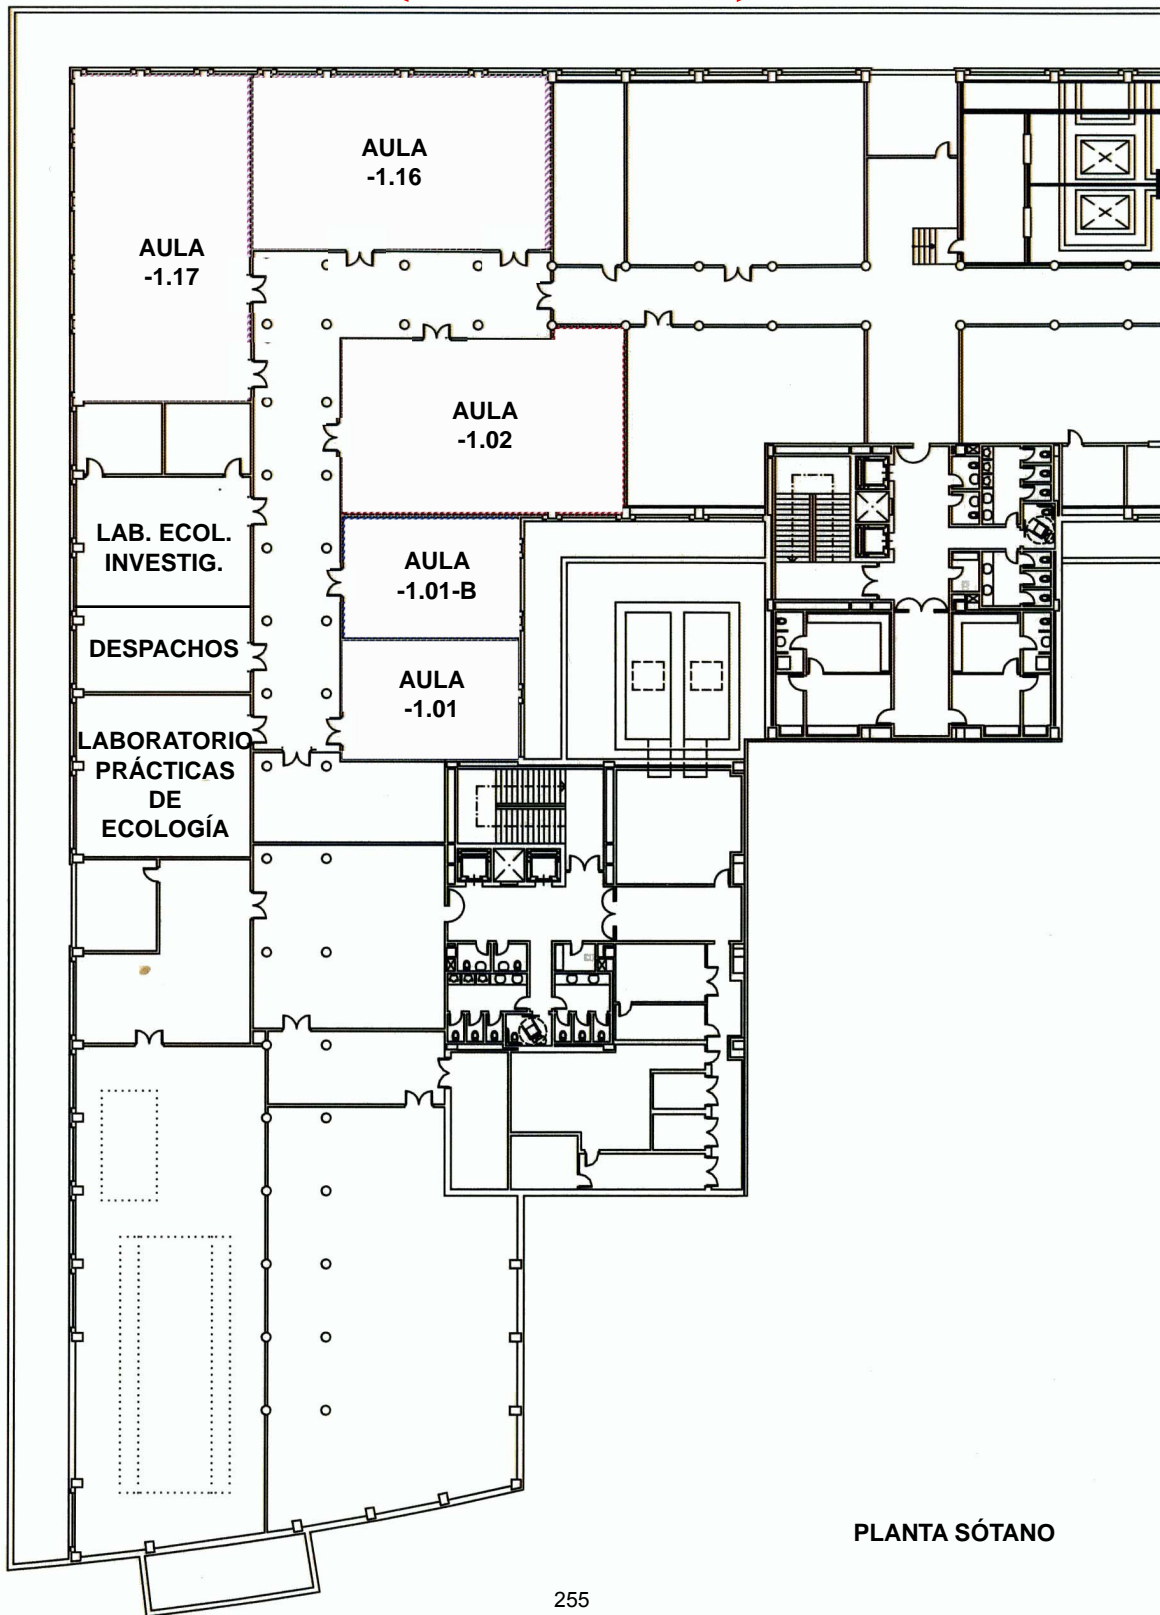 AULA
-1.16
AULA
-1.17
AULA
-1.02
LAB. ECOL.
INVESTIG.
AULA
-1.01-B
DESPACHOS
AULA
-1.01
LABORATORIO
PRÁCTICAS
DE
ECOLOGÍA
PLANTA SÓTANO
255